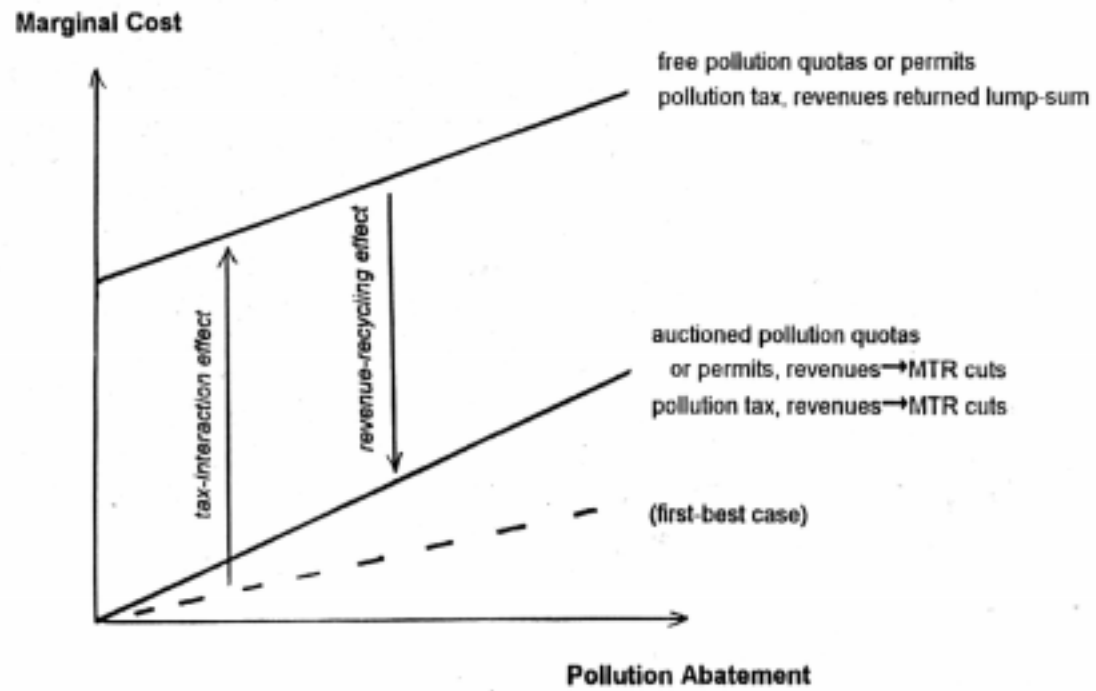 Marginal Cost
free pollution quotas or permits
pollution tax, revenues returned lump-sum
tax-interaction effect
revenue-recycling effect
auctioned pollution quotas
or permits, revenues→MTR cuts
pollution tax, revenues→MTR cuts
(first-best case)
Pollution Abatement